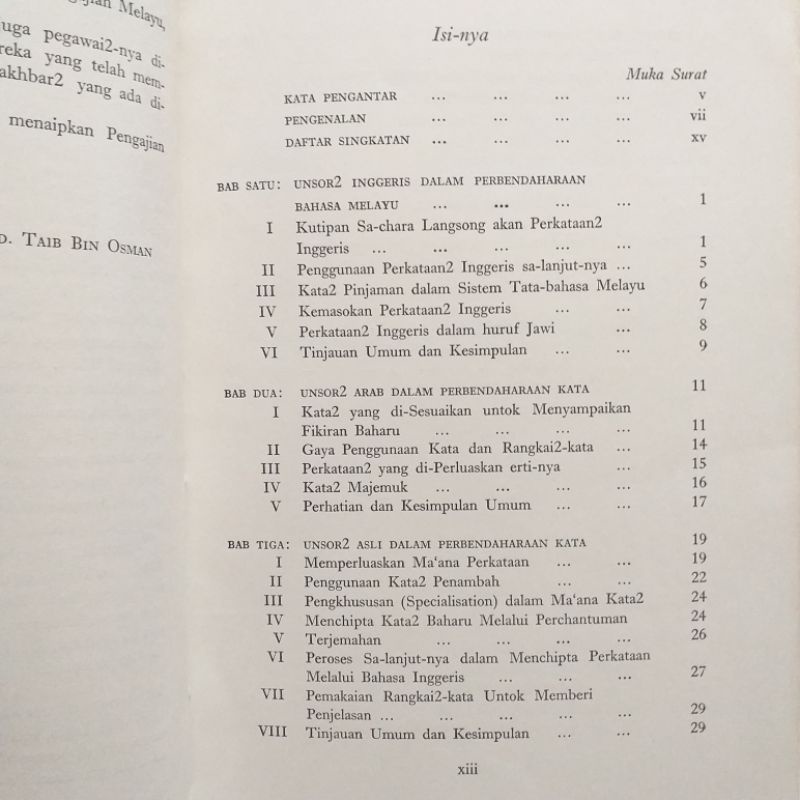 Melayu,
uga pegawai2-nya di-
reka yang telah mem-
akhbar2 yang ada di-
menaipkan Pengajian
D. TAIB BIN OSMAN
Isi-nya
Muka Surat
KATA PENGANTAR ... ... ... ... v
PENGENALAN ... ... ... ... vii
DAFTAR SINGKATAN ... ... ... ... xv
BAB SATU: UNSOR2 INGGERIS DALAM PERBENDAHARAAN
BAHASA MELAYU ... ... ... ... 1
I Kutipan Sa-chara Langsong akan Perkataan2
Inggeris ... ... ... ... ... 1
II Penggunaan Perkataan2 Inggeris sa-lanjut-nya ... 5
III Kata2 Pinjaman dalam Sistem Tata-bahasa Melayu 6
IV Kemasokan Perkataan2 Inggeris ... ... 7
V Perkataan2 Inggeris dalam huruf Jawi ... 8
VI Tinjauan Umum dan Kesimpulan ... ... 9
BAB DUA: UNSOR2 ARAB DALAM PERBENDAHARAAN KATA 11
I Kata2 yang di-Sesuaikan untuk Menyampaikan
Fikiran Baharu ... ... ... ... 11
II Gaya Penggunaan Kata dan Rangkai2-kata ... 14
III Perkataan2 yang di-Perluaskan erti-nya ... 15
IV Kata2 Majemuk ... ... ... ... 16
V Perhatian dan Kesimpulan Umum ... ... 17
BAB TIGA: UNSOR2 ASLI DALAM PERBENDAHARAAN KATA 19
I Memperluaskan Ma'ana Perkataan ... ... 19
II Penggunaan Kata2 Penambah ... ... 22
III Pengkhususan (Specialisation) dalam Ma'ana Kata2 24
IV Menchipta Kata2 Baharu Melalui Perchantuman 24
V Terjemahan ... ... ... ... 26
VI Peroses Sa-lanjut-nya dalam Menchipta Perkataan
Melalui Bahasa Inggeris ... ... ... 27
VII Pemakaian Rangkai2-kata Untok Memberi
Penjelasan ... ... ... ... ... 29
VIII Tinjauan Umum dan Kesimpulan ... ... 29
xiii